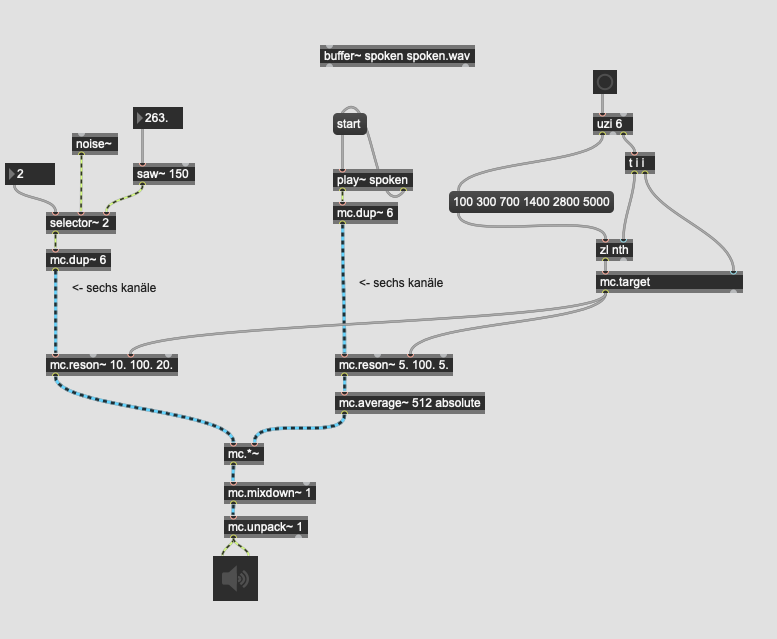 buffer~ spoken spoken.wav
263.
start
uzi 6
noise~
2
saw~ 150
play~ spoken
t i i
100 300 700 1400 2800 5000
selector~ 2
mc.dup~ 6
zl nth
mc.dup~ 6
<- sechs kanäle
<- sechs kanäle
mc.target
mc.reson~ 10. 100. 20.
mc.reson~ 5. 100. 5.
mc.average~ 512 absolute
mc.*~
mc.mixdown~ 1
mc.unpack~ 1